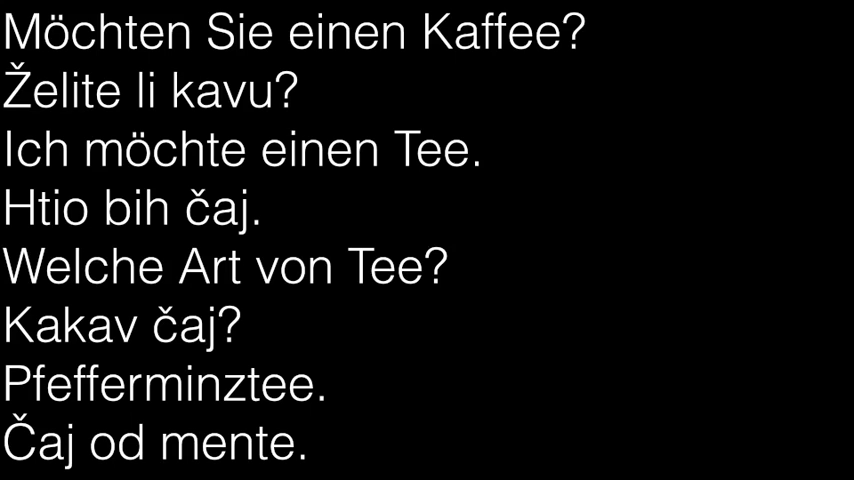 Möchten Sie einen Kaffee?
Želite li kavu?
Ich möchte einen Tee.
Htio bih čaj.
Welche Art von Tee?
Kakav čaj?
Pfefferminztee.
Čaj od mente.